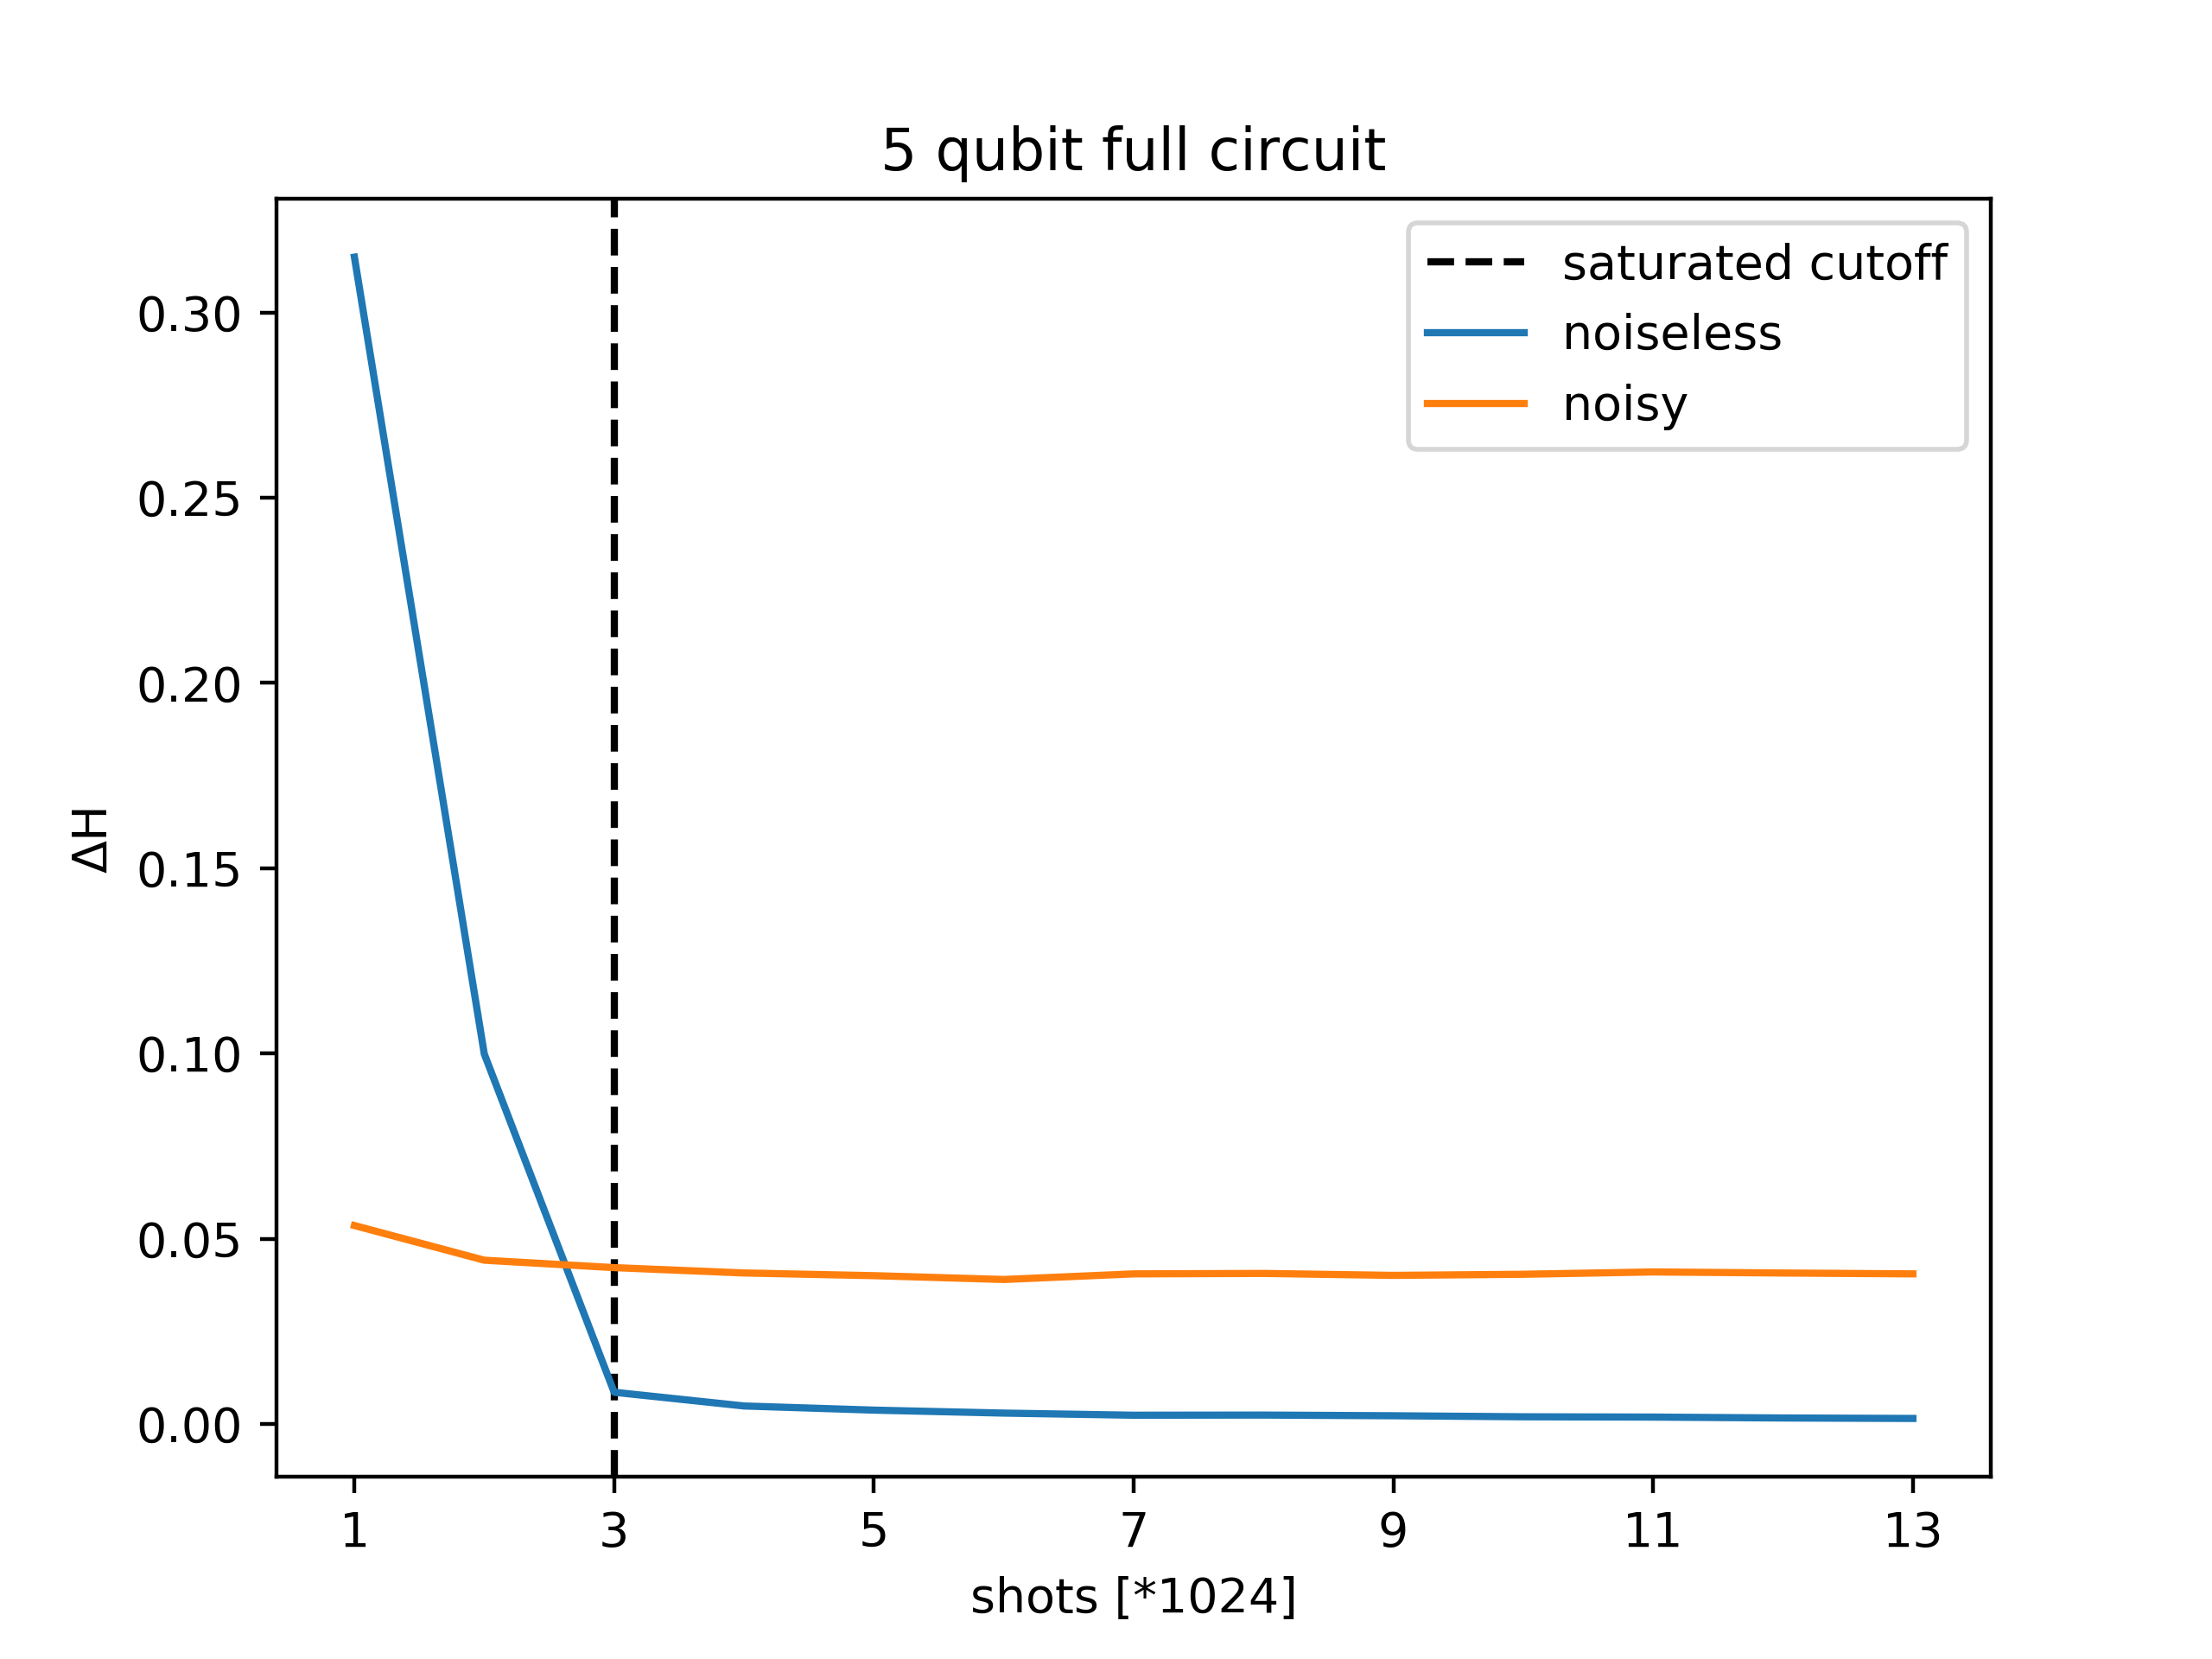 5 qubit full circuit
saturated cutoff
noiseless
noisy
0.30
0.25
0.20
0.15
0.10
0.05
0.00
ΔH
1 3 5 7 9 11 13
shots [*1024]